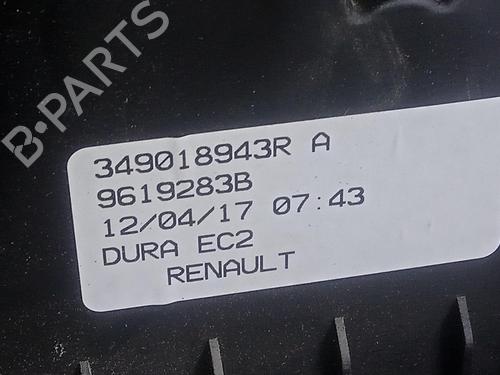 B-PARTS
349018943R A
9619283B
12/04/17 07:43
DURA EC2
RENAULT